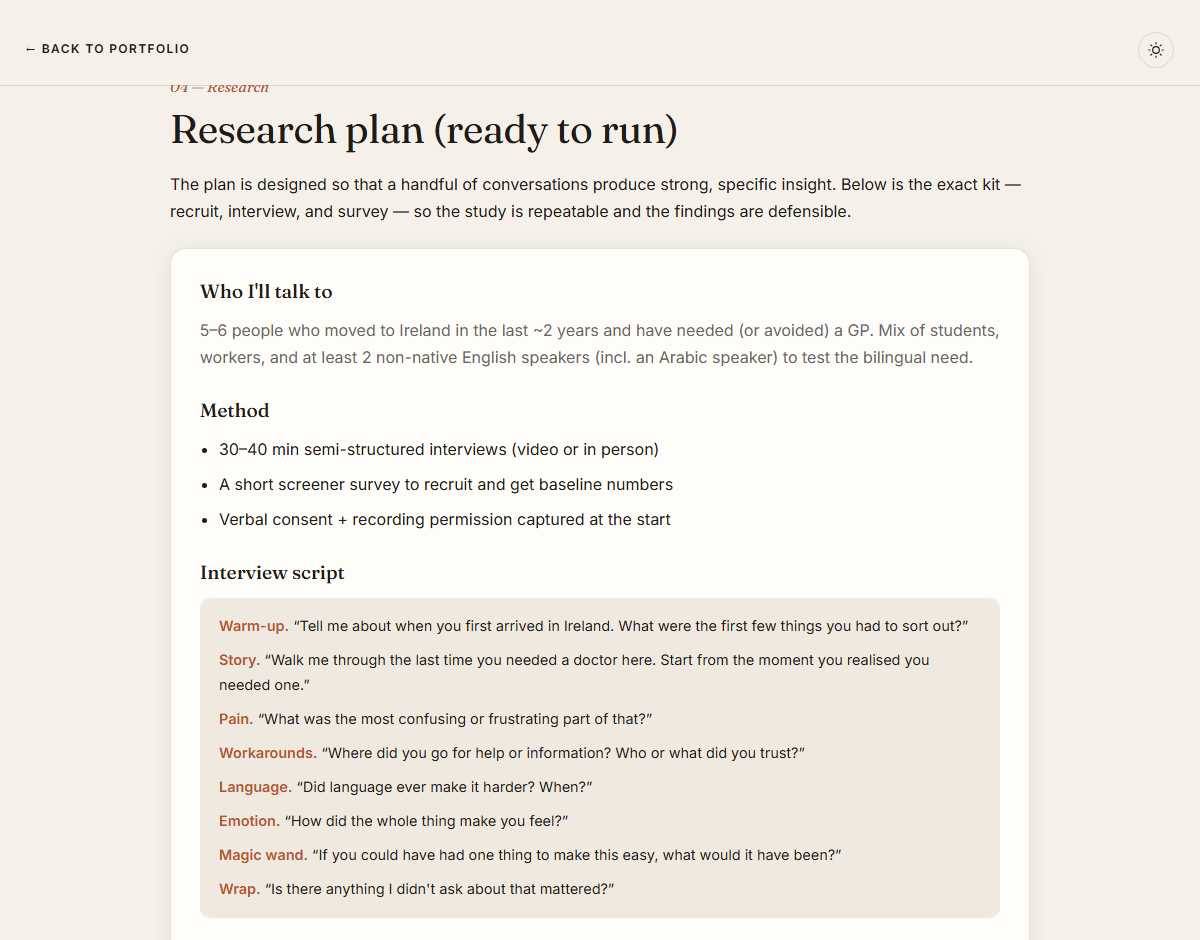 ← BACK TO PORTFOLIO
04 — Research
Research plan (ready to run)
The plan is designed so that a handful of conversations produce strong, specific insight. Below is the exact kit —
recruit, interview, and survey — so the study is repeatable and the findings are defensible.
Who I'll talk to
5–6 people who moved to Ireland in the last ~2 years and have needed (or avoided) a GP. Mix of students,
workers, and at least 2 non-native English speakers (incl. an Arabic speaker) to test the bilingual need.
Method
• 30–40 min semi-structured interviews (video or in person)
• A short screener survey to recruit and get baseline numbers
• Verbal consent + recording permission captured at the start
Interview script
Warm-up. “Tell me about when you first arrived in Ireland. What were the first few things you had to sort out?”
Story. “Walk me through the last time you needed a doctor here. Start from the moment you realised you
needed one.”
Pain. “What was the most confusing or frustrating part of that?”
Workarounds. “Where did you go for help or information? Who or what did you trust?”
Language. “Did language ever make it harder? When?”
Emotion. “How did the whole thing make you feel?”
Magic wand. “If you could have had one thing to make this easy, what would it have been?”
Wrap. “Is there anything I didn't ask about that mattered?”